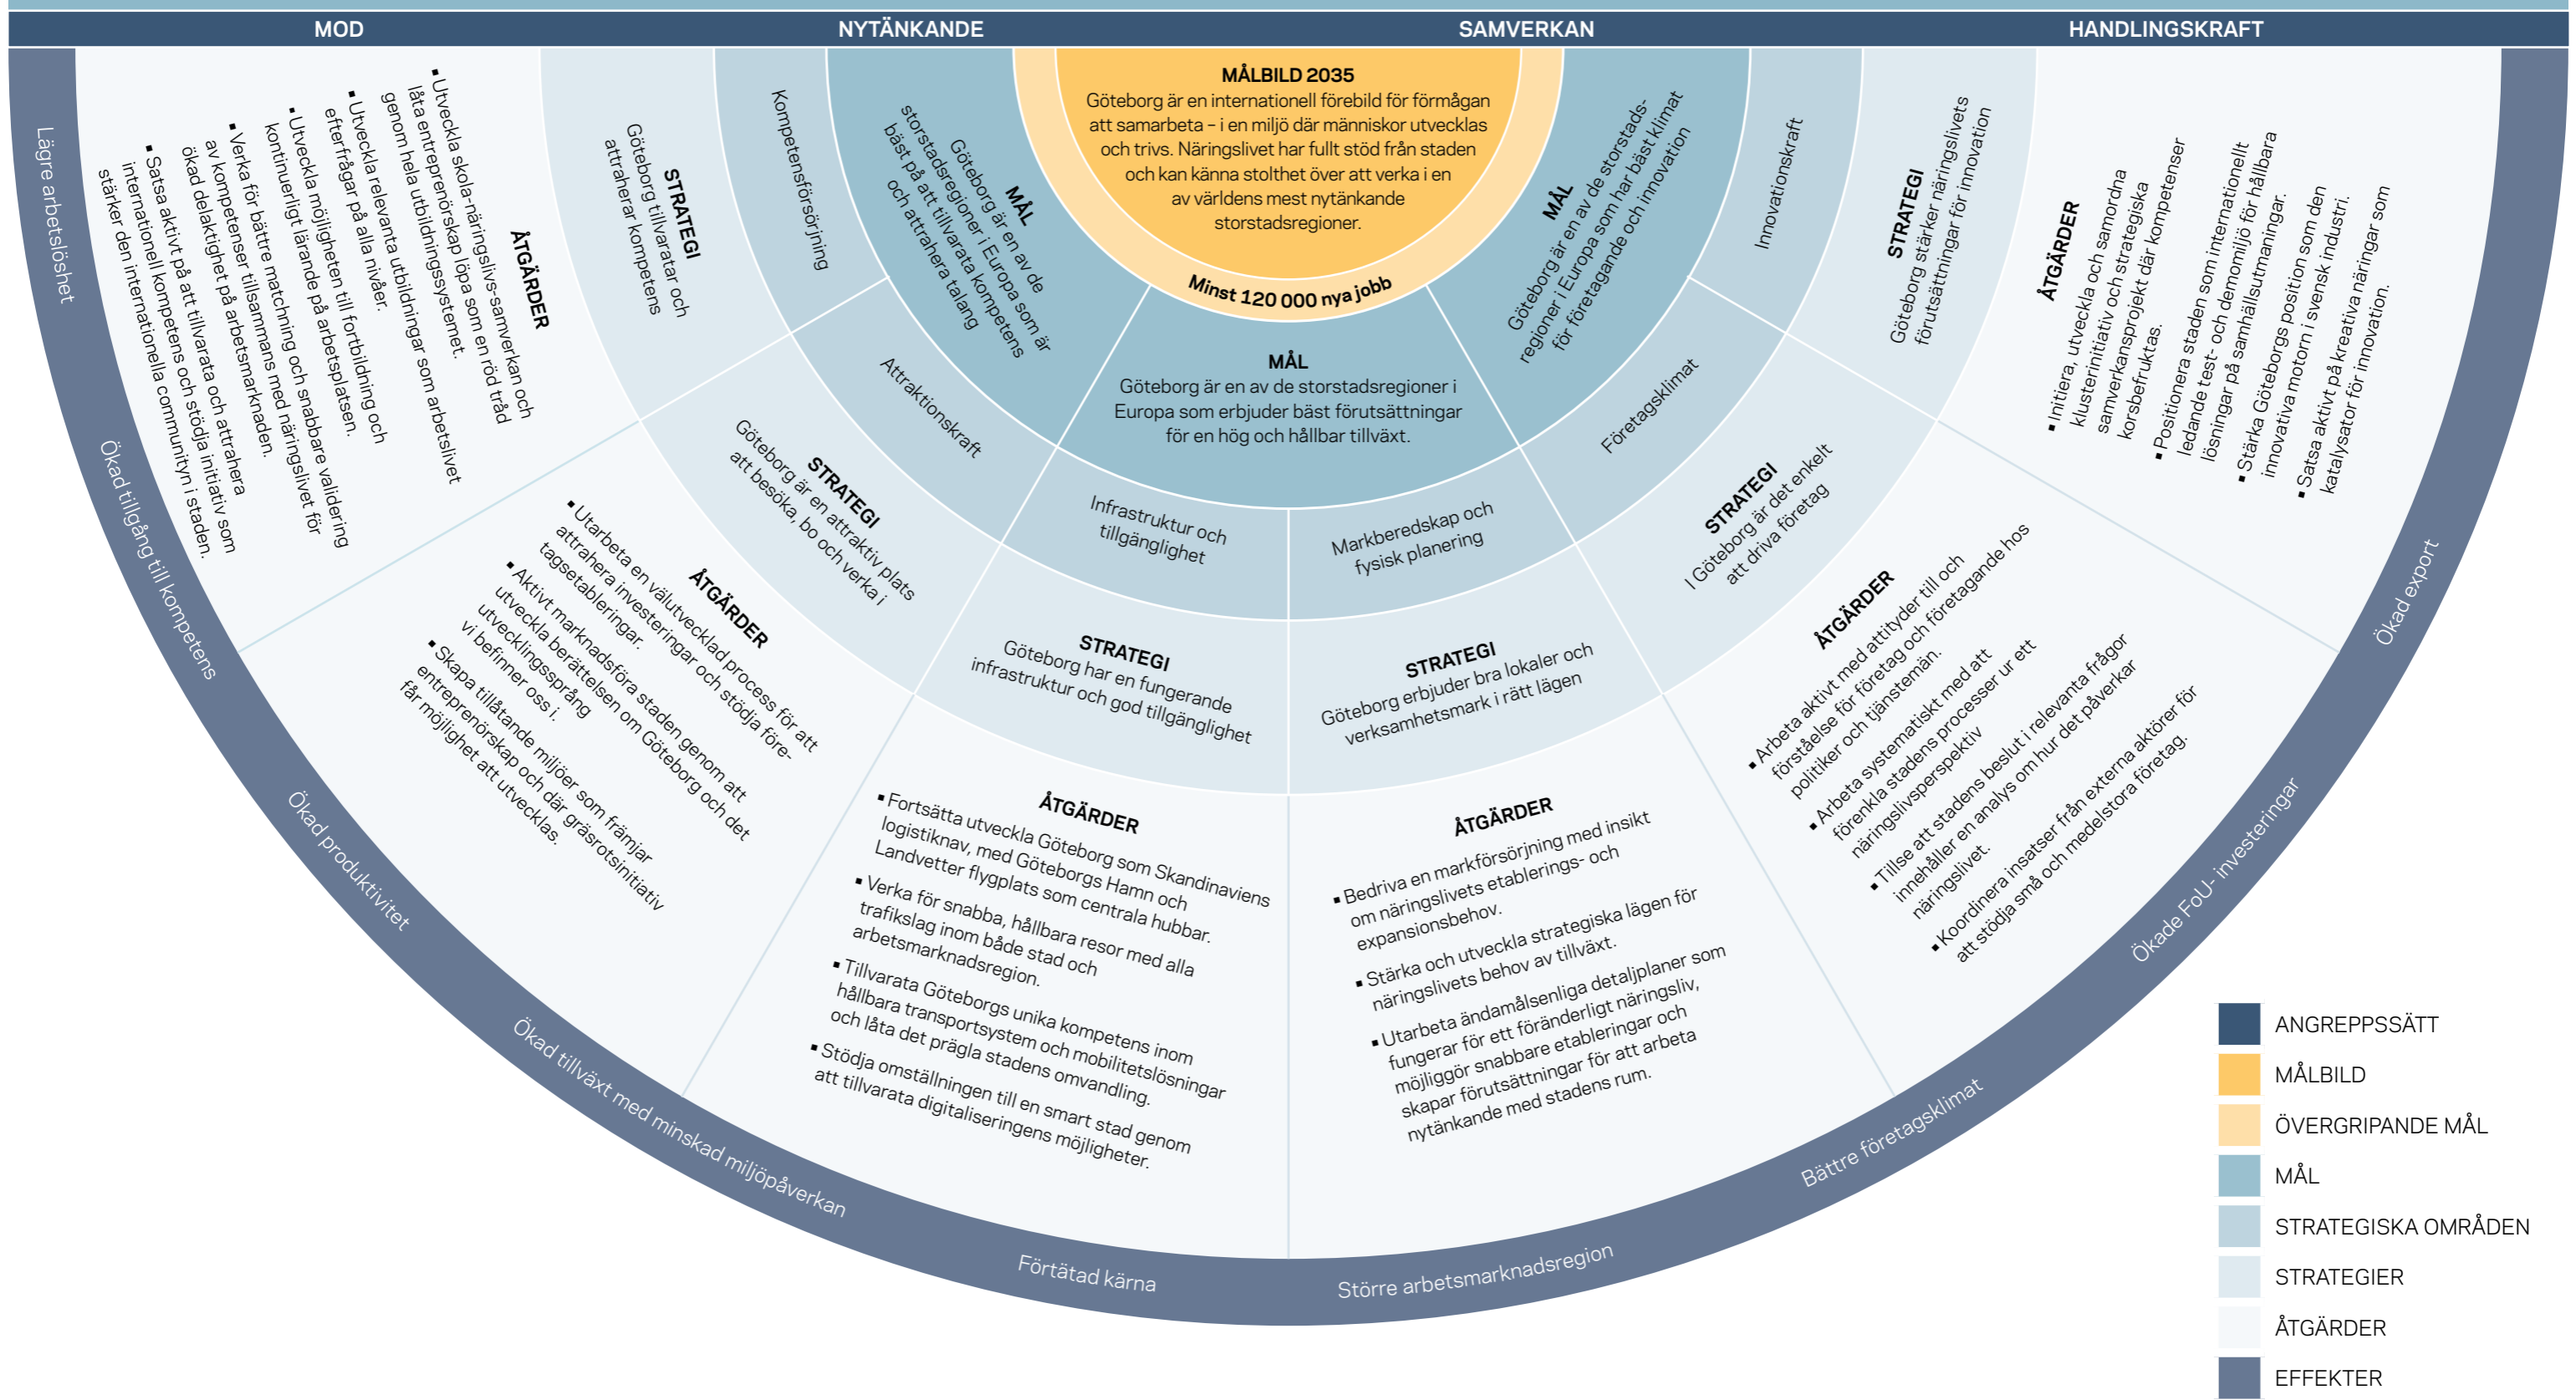 MOD
NYTÄNKANDE
SAMVERKAN
HANDLINGSKRAFT
MÅLBILD 2035
Göteborg är en internationell förebild för förmågan
att samarbeta – i en miljö där människor utvecklas
och trivs. Näringslivet har fullt stöd från staden
och kan känna stolthet över att verka i en
av världens mest nytänkande
storstadsregioner.
Minst 120 000 nya jobb
MÅL
Göteborg är en av de
storstadsregioner i Europa som är
bäst på att tillvarata kompetens
och attrahera talang
MÅL
Göteborg är en av de storstadsregioner i
Europa som erbjuder bäst förutsättningar
för en hög och hållbar tillväxt.
MÅL
Göteborg är en av de storstads-
regioner i Europa som har bäst klimat
för företagande och innovation
Kompetensförsörjning
Attraktionskraft
Infrastruktur och
tillgänglighet
Markberedskap och
fysisk planering
Företagsklimat
Innovationskraft
STRATEGI
Göteborg tillvaratar och
attraherar kompetens
STRATEGI
Göteborg är en attraktiv plats
att besöka, bo och verka i
STRATEGI
Göteborg har en fungerande
infrastruktur och god tillgänglighet
STRATEGI
Göteborg erbjuder bra lokaler och
verksamhetsmark i rätt lägen
STRATEGI
I Göteborg är det enkelt
att driva företag
STRATEGI
Göteborg stärker näringslivets
förutsättningar för innovation
ÅTGÄRDER
▪ Utveckla skola-näringslivs-samverkan och
låta entreprenörskap löpa som en röd tråd
genom hela utbildningssystemet.
▪ Utveckla relevanta utbildningar som arbetslivet
efterfrågar på alla nivåer.
▪ Utveckla möjligheten till fortbildning och
kontinuerligt lärande på arbetsplatsen.
▪ Verka för bättre matchning och snabbare validering
av kompetenser tillsammans med näringslivet för
ökad delaktighet på arbetsmarknaden.
▪ Satsa aktivt på att tillvarata och attrahera
internationell kompetens och stödja initiativ som
stärker den internationella communityn i staden.
ÅTGÄRDER
▪ Utarbeta en välutvecklad process för att
attrahera investeringar och stödja före-
tagsetableringar.
▪ Aktivt marknadsföra staden genom att
utveckla berättelsen om Göteborg och det
utvecklingssprång
vi befinner oss i.
▪ Skapa tillåtande miljöer som främjar
entreprenörskap och där gräsrotsinitiativ
får möjlighet att utvecklas.
ÅTGÄRDER
▪ Fortsätta utveckla Göteborg som Skandinaviens
logistiknav, med Göteborgs Hamn och
Landvetter flygplats som centrala hubbar.
▪ Verka för snabba, hållbara resor med alla
trafikslag inom både stad och
arbetsmarknadsregion.
▪ Tillvarata Göteborgs unika kompetens inom
hållbara transportsystem och mobilitetslösningar
och låta det prägla stadens omvandling.
▪ Stödja omställningen till en smart stad genom
att tillvarata digitaliseringens möjligheter.
ÅTGÄRDER
▪ Bedriva en markförsörjning med insikt
om näringslivets etablerings- och
expansionsbehov.
▪ Stärka och utveckla strategiska lägen för
näringslivets behov av tillväxt.
▪ Utarbeta ändamålsenliga detaljplaner som
fungerar för ett föränderligt näringsliv,
möjliggör snabbare etableringar och
skapar förutsättningar för att arbeta
nytänkande med stadens rum.
ÅTGÄRDER
▪ Arbeta aktivt med attityder till och
förståelse för företag och företagande hos
politiker och tjänstemän.
▪ Arbeta systematiskt med att
förenkla stadens processer ur ett
näringslivsperspektiv
▪ Tillse att stadens beslut i relevanta frågor
innehåller en analys om hur det påverkar
näringslivet.
▪ Koordinera insatser från externa aktörer för
att stödja små och medelstora företag.
ÅTGÄRDER
▪ Initiera, utveckla och samordna
klusterinitiativ och strategiska
samverkansprojekt där kompetenser
korsbefruktas.
▪ Positionera staden som internationellt
ledande test- och demomiljö för hållbara
lösningar på samhällsutmaningar.
▪ Stärka Göteborgs position som den
innovativa motorn i svensk industri.
▪ Satsa aktivt på kreativa näringar som
katalysator för innovation.
Lägre arbetslöshet
Ökad tillgång till kompetens
Ökad produktivitet
Ökad tillväxt med minskad miljöpåverkan
Förtätad kärna
Större arbetsmarknadsregion
Bättre företagsklimat
Ökade FoU- investeringar
Ökad export
ANGREPPSSÄTT
MÅLBILD
ÖVERGRIPANDE MÅL
MÅL
STRATEGISKA OMRÅDEN
STRATEGIER
ÅTGÄRDER
EFFEKTER